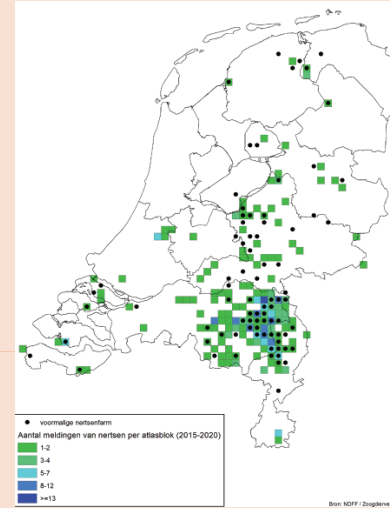 voormalige nertsenfarm
Aantal meldingen van nertsen per atlasblok (2015-2020)
1-2
3-4
5-7
8-12
>=13
Bron: NDFF / Zoogdierve